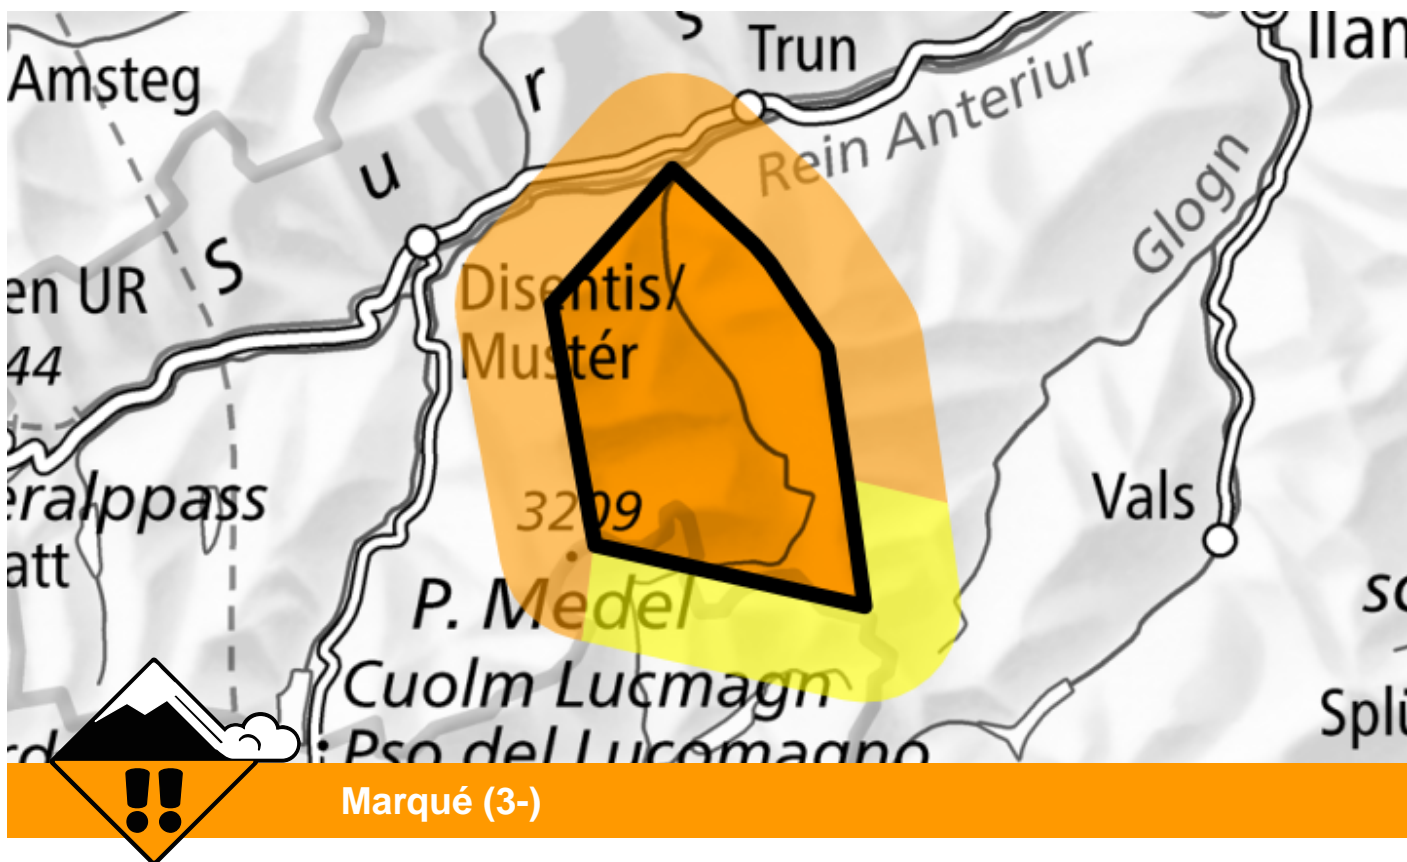 Trun
Ilan
Amsteg
Rein Anteriur
Glogn
S u r s
en UR
Disentis/
Mustér
44
3209
Vals
eralppass
att
P. Medel
Cuolm Lucmagn
Splü
Pso del Lucomagno
Marqué (3-)